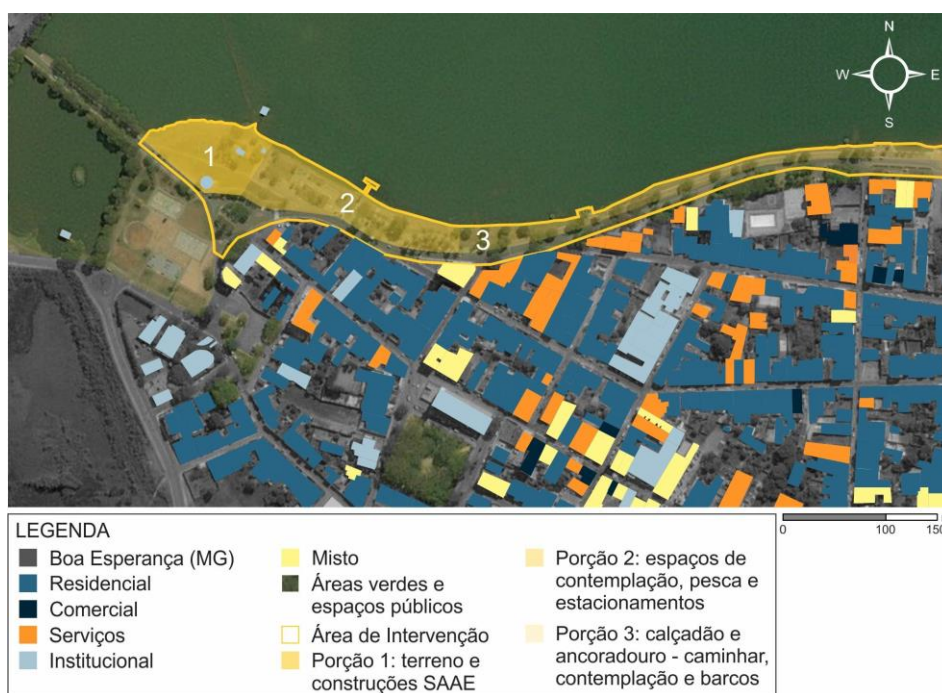 N
W E
S
1
2
3
LEGENDA
Boa Esperança (MG)
Residencial
Comercial
Serviços
Institucional
Misto
Áreas verdes e
espaços públicos
Área de Intervenção
Porção 1: terreno e
construções SAAE
Porção 2: espaços de
contemplação, pesca e
estacionamentos
Porção 3: calçadão e
ancoradouro - caminhar,
contemplação e barcos
0 100 150